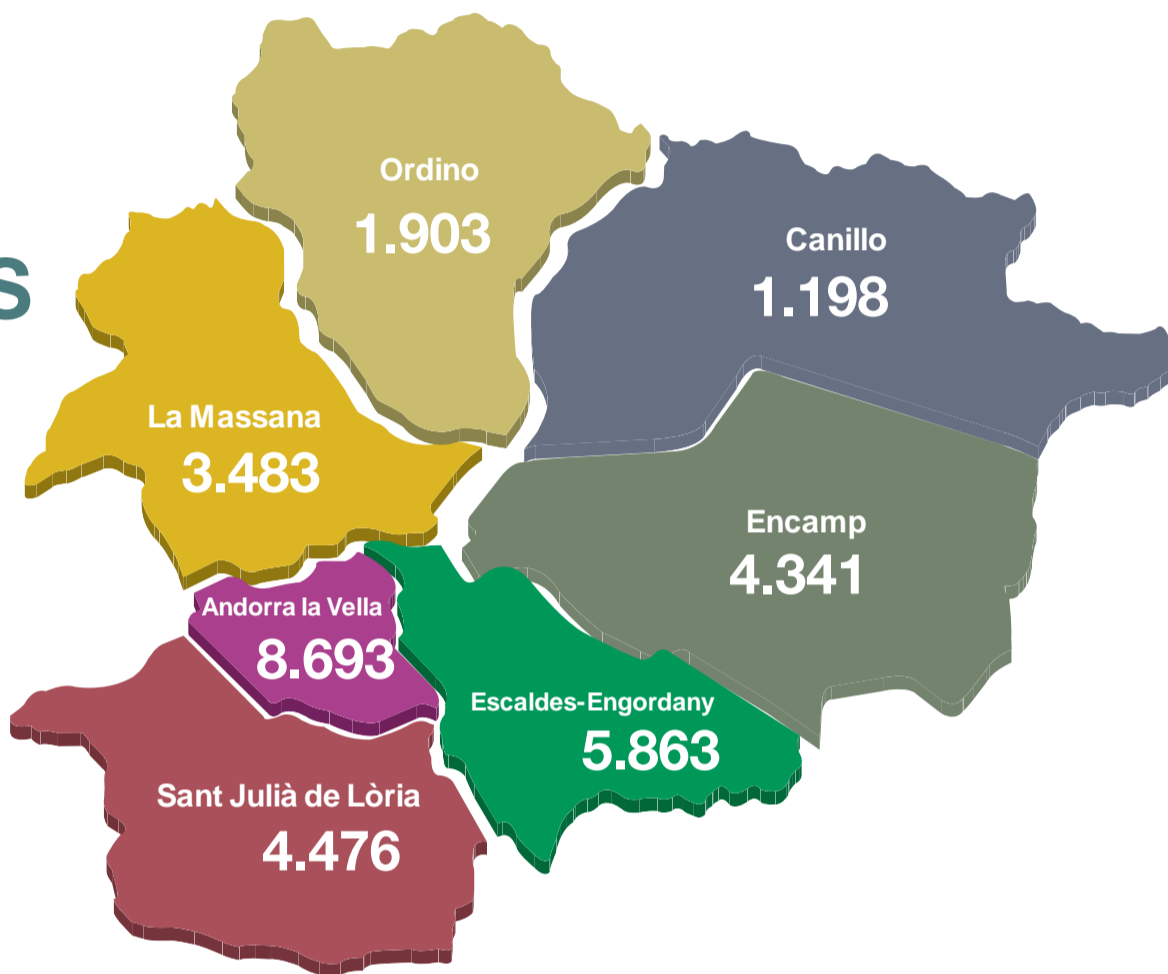 Ordino
1.903
Canillo
1.198
s
La Massana
3.483
Encamp
4.341
Andorra la Vella
8.693
Escaldes-Engordany
5.863
Sant Julià de Lòria
4.476